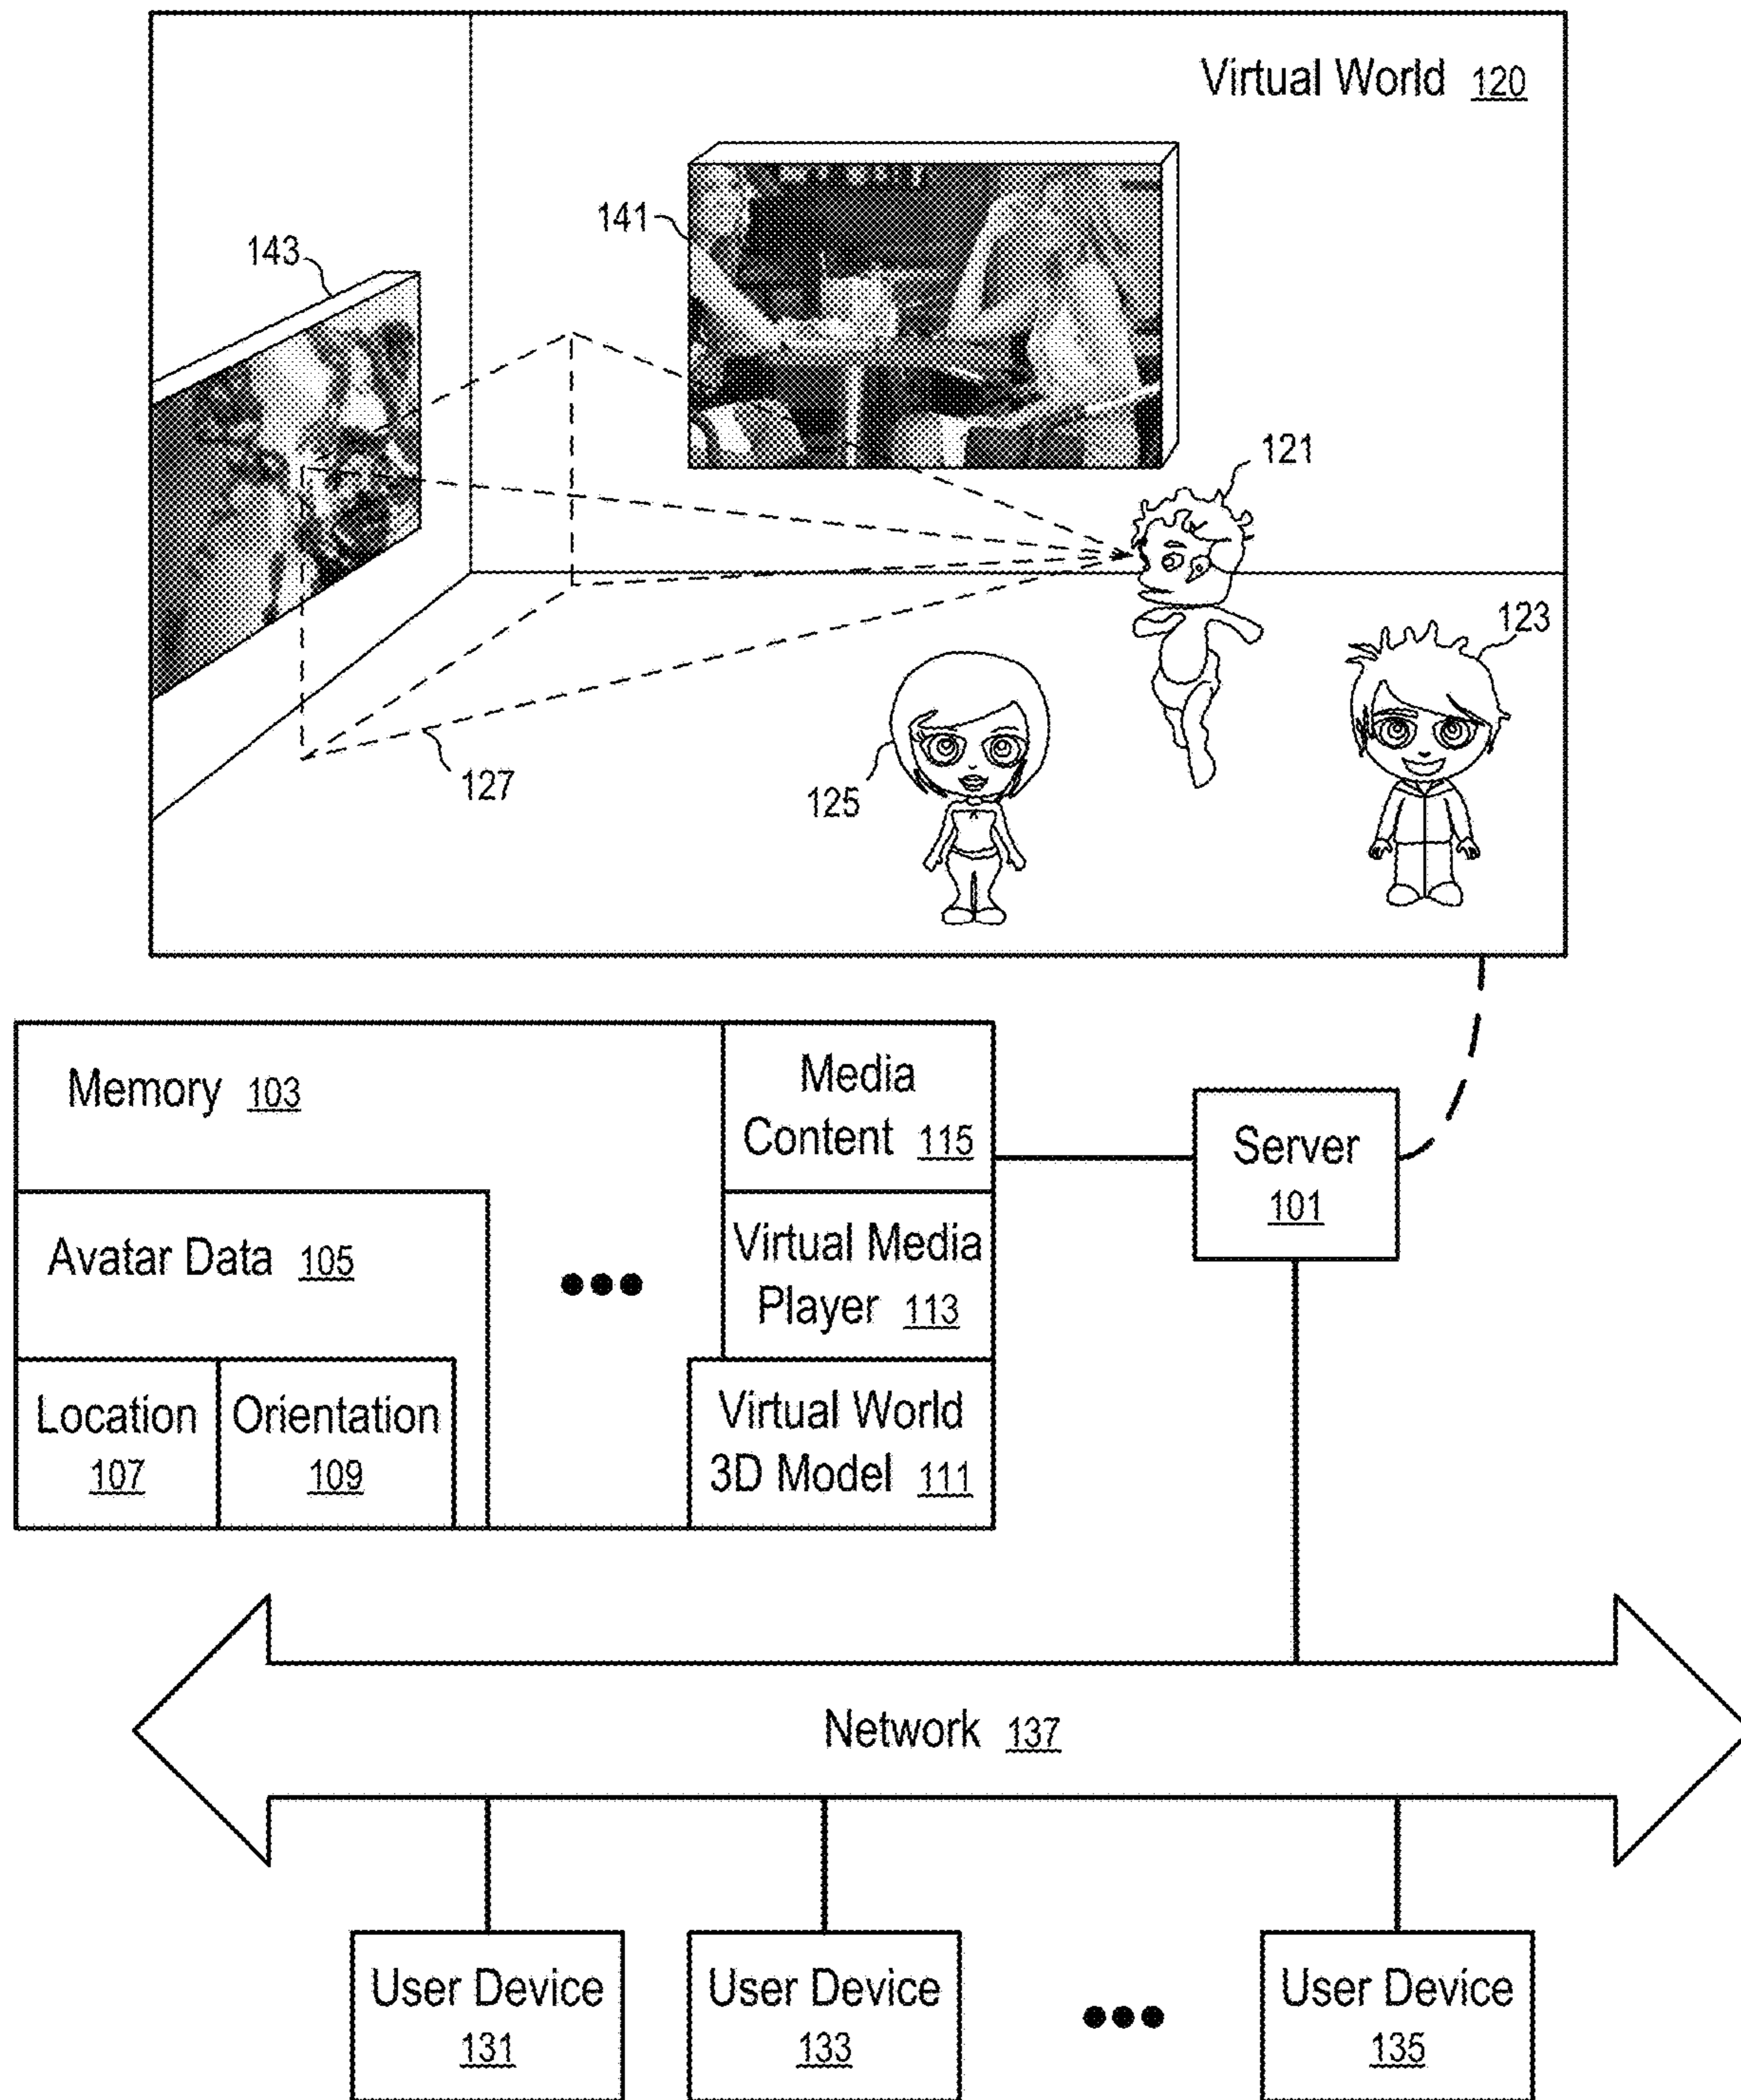 Virtual World 120
141
143
121
123
127
125
Memory 103
Media
Content 115
Server
101
Avatar Data 105
Virtual Media
Player 113
Location
107
Orientation
109
Virtual World
3D Model 111
Network 137
User Device
131
User Device
133
User Device
135